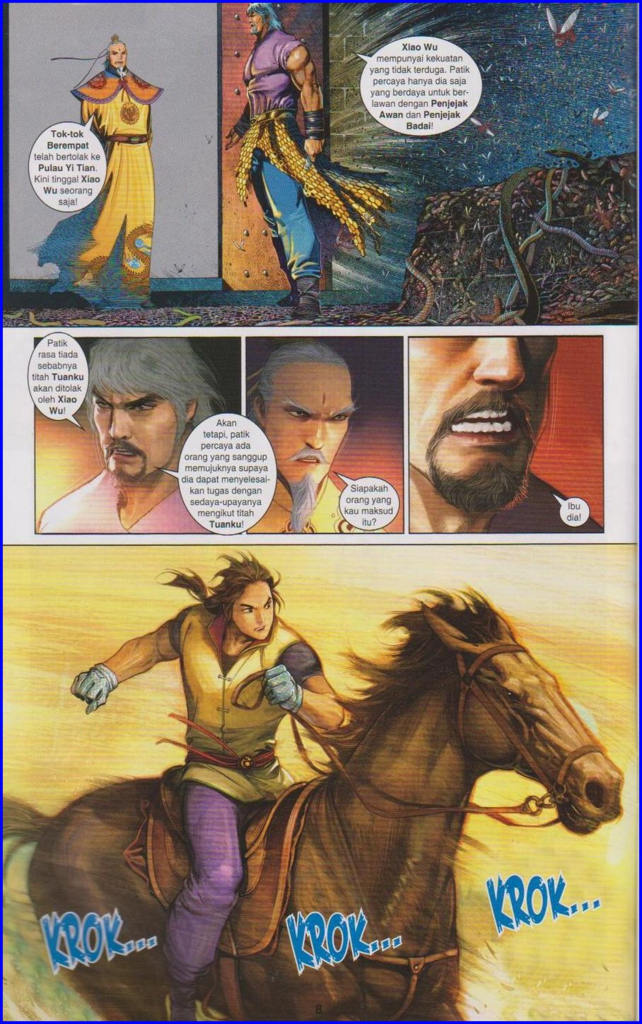 Xiao Wu
mempunyai kekuatan
yang tidak terduga. Patik
percaya hanya dia saja
yang berdaya untuk ber-
lawan dengan Penjejak
Awan dan Penjejak
Badai!
Tok-tok
Berempat
telah bertolak ke
Pulau Yi Tian.
Kini tinggal Xiao
Wu seorang
saja!
Patik
rasa tiada
sebabnya
titah Tuanku
akan ditolak
oleh Xiao
Wu!
Akan
tetapi, patik
percaya ada
orang yang sanggup
memujuknya supaya
dia dapat menyelesai-
kan tugas dengan
sedaya-upayanya
mengikut titah
Tuanku!
Siapakah
orang yang
kau maksud
itu?
Ibu
dia!
KROK...
KROK...
KROK...
8